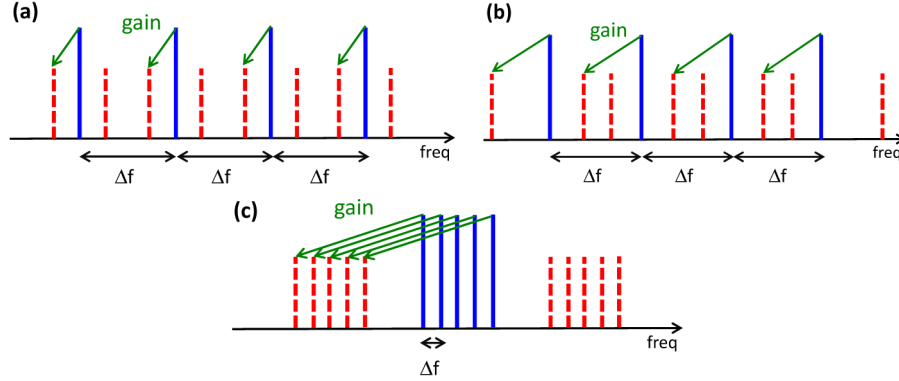 (a)
gain
freq
Δf
Δf
Δf
(b)
gain
freq
Δf
Δf
Δf
(c)
gain
freq
Δf